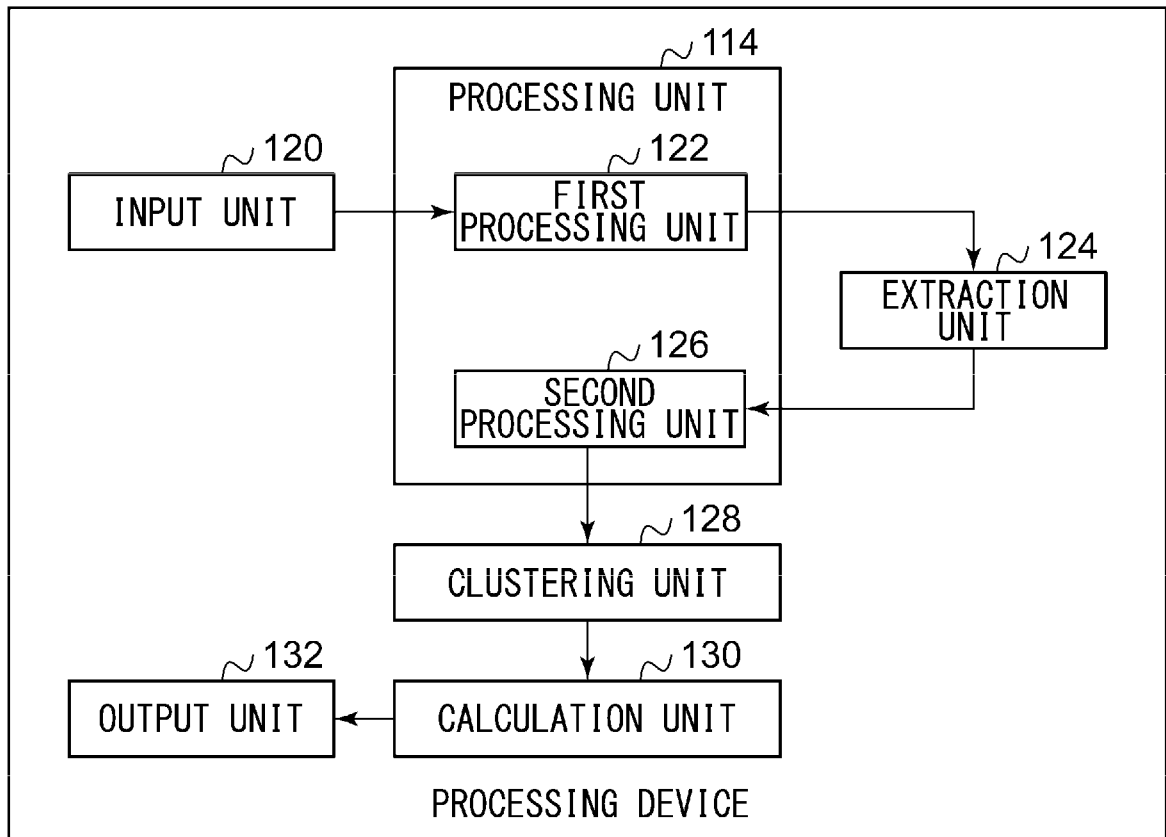 114
PROCESSING UNIT
120
INPUT UNIT
122
FIRST
PROCESSING UNIT
124
EXTRACTION
UNIT
126
SECOND
PROCESSING UNIT
128
CLUSTERING UNIT
132
OUTPUT UNIT
130
CALCULATION UNIT
PROCESSING DEVICE